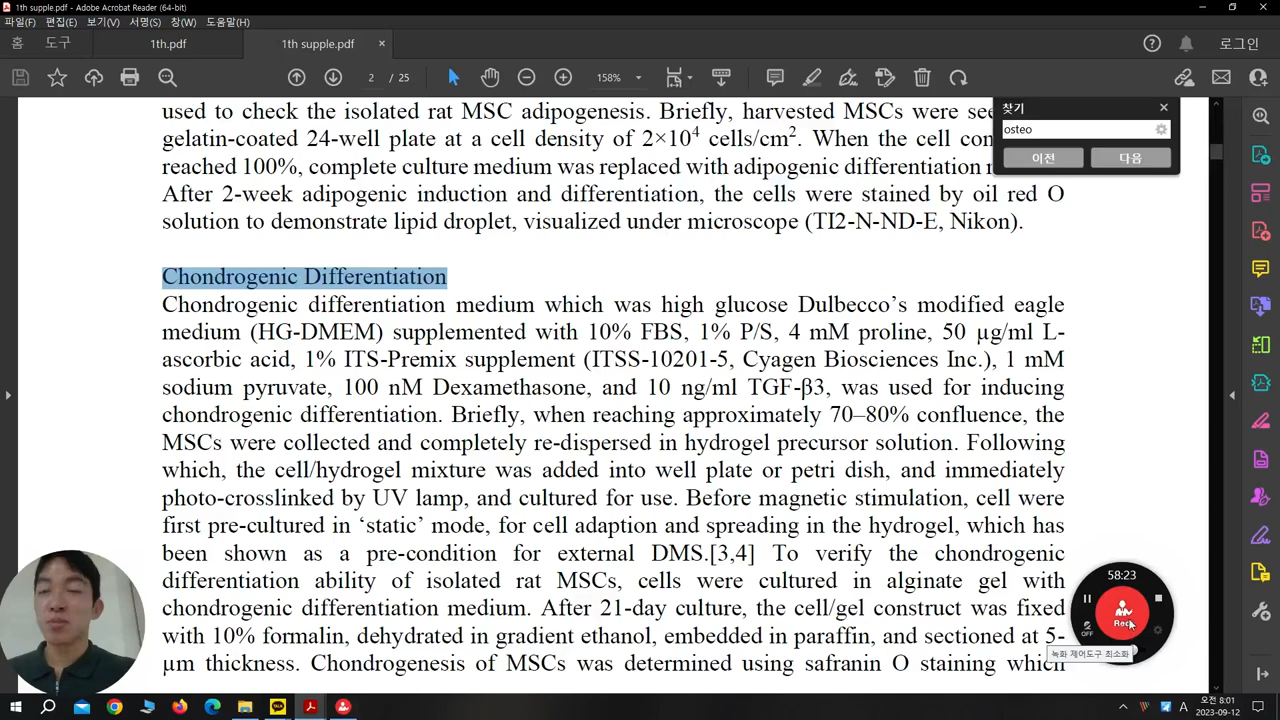 1th supple.pdf - Adobe Acrobat Reader (64-bit)
파일(F) 편집(E) 보기(V) 서명(S) 창(W) 도움말(H)
홈 도구 1th.pdf 1th supple.pdf × 로그인
2 / 25 158%
찾기
osteo
이전 다음
used to check the isolated rat MSC adipogenesis. Briefly, harvested MSCs were see
gelatin-coated 24-well plate at a cell density of 2×10⁴ cells/cm². When the cell con
reached 100%, complete culture medium was replaced with adipogenic differentiation
After 2-week adipogenic induction and differentiation, the cells were stained by oil red O
solution to demonstrate lipid droplet, visualized under microscope (TI2-N-ND-E, Nikon).
Chondrogenic Differentiation
Chondrogenic differentiation medium which was high glucose Dulbecco's modified eagle
medium (HG-DMEM) supplemented with 10% FBS, 1% P/S, 4 mM proline, 50 µg/ml L-
ascorbic acid, 1% ITS-Premix supplement (ITSS-10201-5, Cyagen Biosciences Inc.), 1 mM
sodium pyruvate, 100 nM Dexamethasone, and 10 ng/ml TGF-β3, was used for inducing
chondrogenic differentiation. Briefly, when reaching approximately 70–80% confluence, the
MSCs were collected and completely re-dispersed in hydrogel precursor solution. Following
which, the cell/hydrogel mixture was added into well plate or petri dish, and immediately
photo-crosslinked by UV lamp, and cultured for use. Before magnetic stimulation, cell were
first pre-cultured in ‘static’ mode, for cell adaption and spreading in the hydrogel, which has
been shown as a pre-condition for external DMS.[3,4] To verify the chondrogenic
differentiation ability of isolated rat MSCs, cells were cultured in alginate gel with
chondrogenic differentiation medium. After 21-day culture, the cell/gel construct was fixed
with 10% formalin, dehydrated in gradient ethanol, embedded in paraffin, and sectioned at 5-
µm thickness. Chondrogenesis of MSCs was determined using safranin O staining which
58:23
Rec
OFF
녹화 제어도구 최소화
TALK
A 오후 8:01
2023-09-12